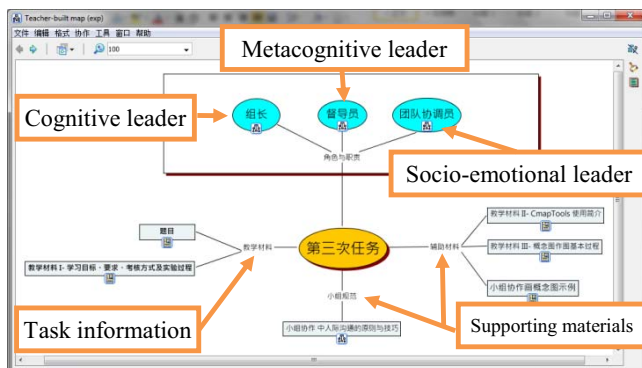 Teacher-built map (exp)
文件 编辑 格式 协作 工具 窗口 帮助
100
Metacognitive leader
Cognitive leader
组长
督导员
团队协调员
角色与职责
Socio-emotional leader
题目
教学材料 I- 学习目标、要求、考核方式及实验过程
教学材料
第三次任务
辅助材料
教学材料 II- CmapTools 使用简介
教学材料 III- 概念图作图基本过程
小组协作画概念图示例
小组规范
Task information
Supporting materials
小组协作 中人际沟通的原则与技巧